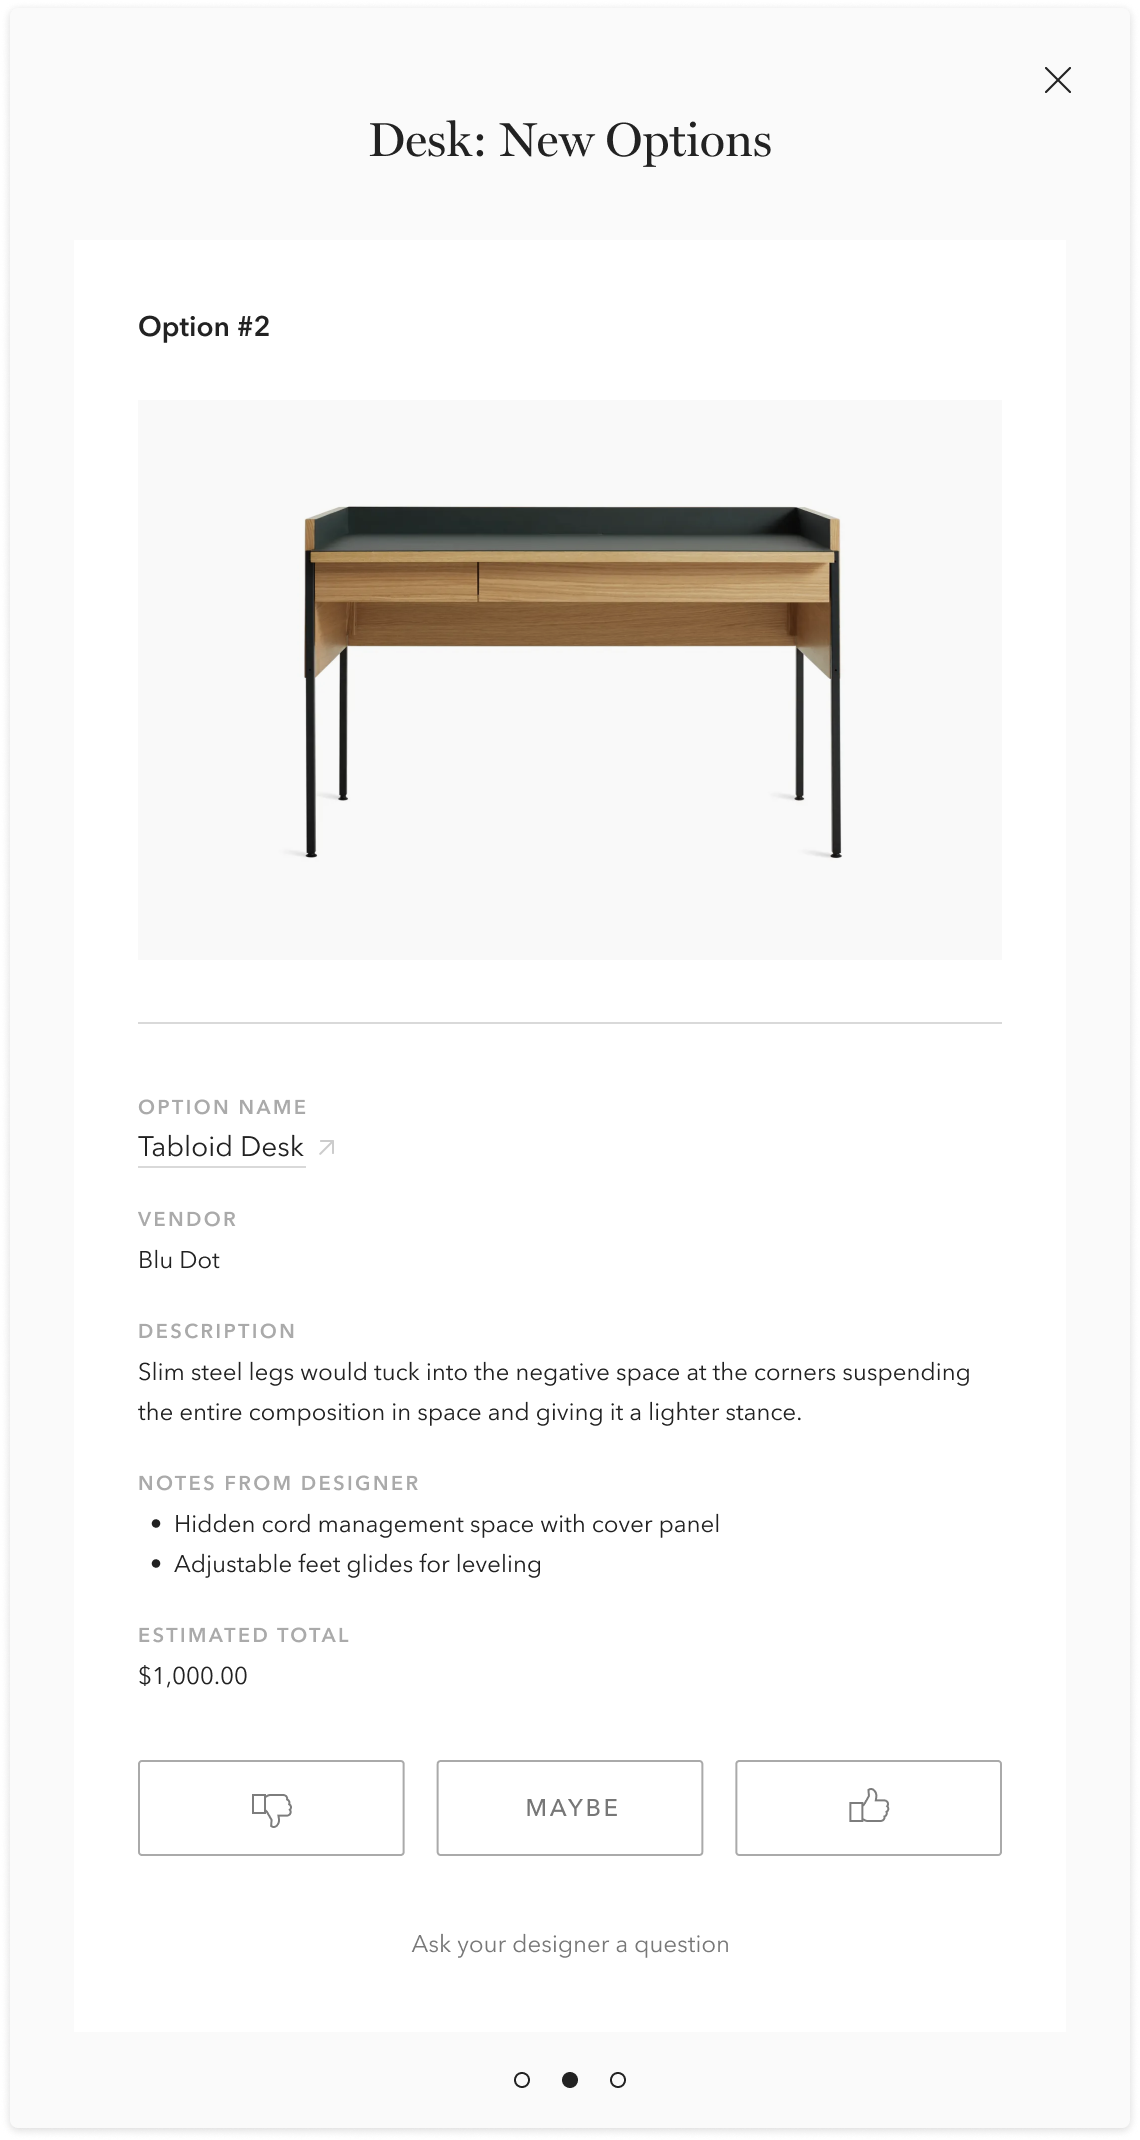 Desk: New Options
Option #2
OPTION NAME
Tabloid Desk
VENDOR
Blu Dot
DESCRIPTION
Slim steel legs would tuck into the negative space at the corners suspending
the entire composition in space and giving it a lighter stance.
NOTES FROM DESIGNER
• Hidden cord management space with cover panel
• Adjustable feet glides for leveling
ESTIMATED TOTAL
$1,000.00
MAYBE
Ask your designer a question